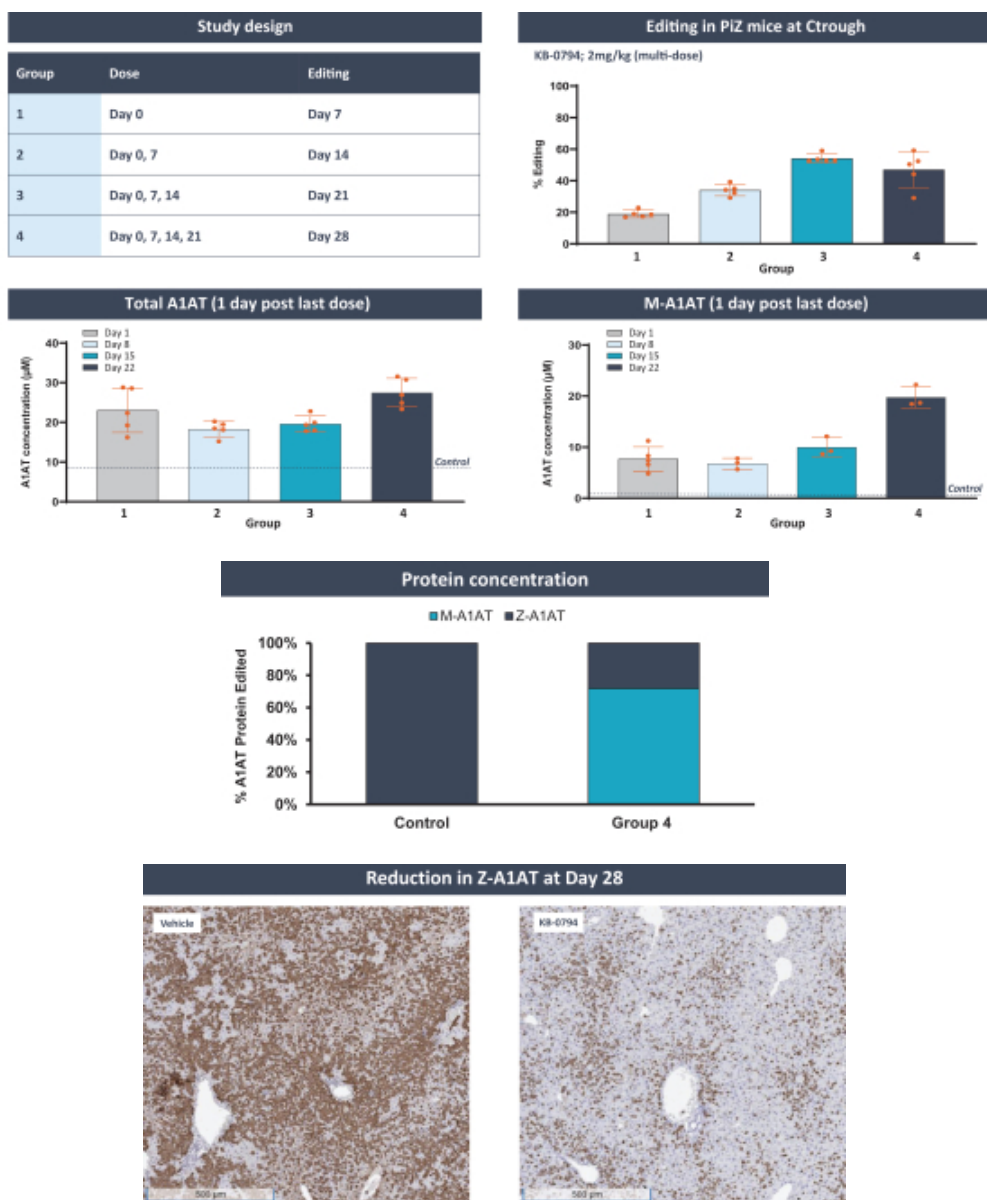 Study design
Group Dose Editing
1 Day 0 Day 7
2 Day 0, 7 Day 14
3 Day 0, 7, 14 Day 21
4 Day 0, 7, 14, 21 Day 28
Editing in PiZ mice at Ctrough
KB-0794; 2mg/kg (multi-dose)
% Editing
100
80
60
40
20
0
1 2 3 4
Group
Total A1AT (1 day post last dose)
Day 1
Day 8
Day 15
Day 22
A1AT concentration (µM)
40
30
20
10
0
Control
1 2 3 4
Group
M-A1AT (1 day post last dose)
Day 1
Day 8
Day 15
Day 22
A1AT concentration (µM)
30
20
10
0
Control
1 2 3 4
Group
Protein concentration
M-A1AT Z-A1AT
% A1AT Protein Edited
100%
80%
60%
40%
20%
0%
Control Group 4
Reduction in Z-A1AT at Day 28
Vehicle
KB-0794
500 µm
500 µm